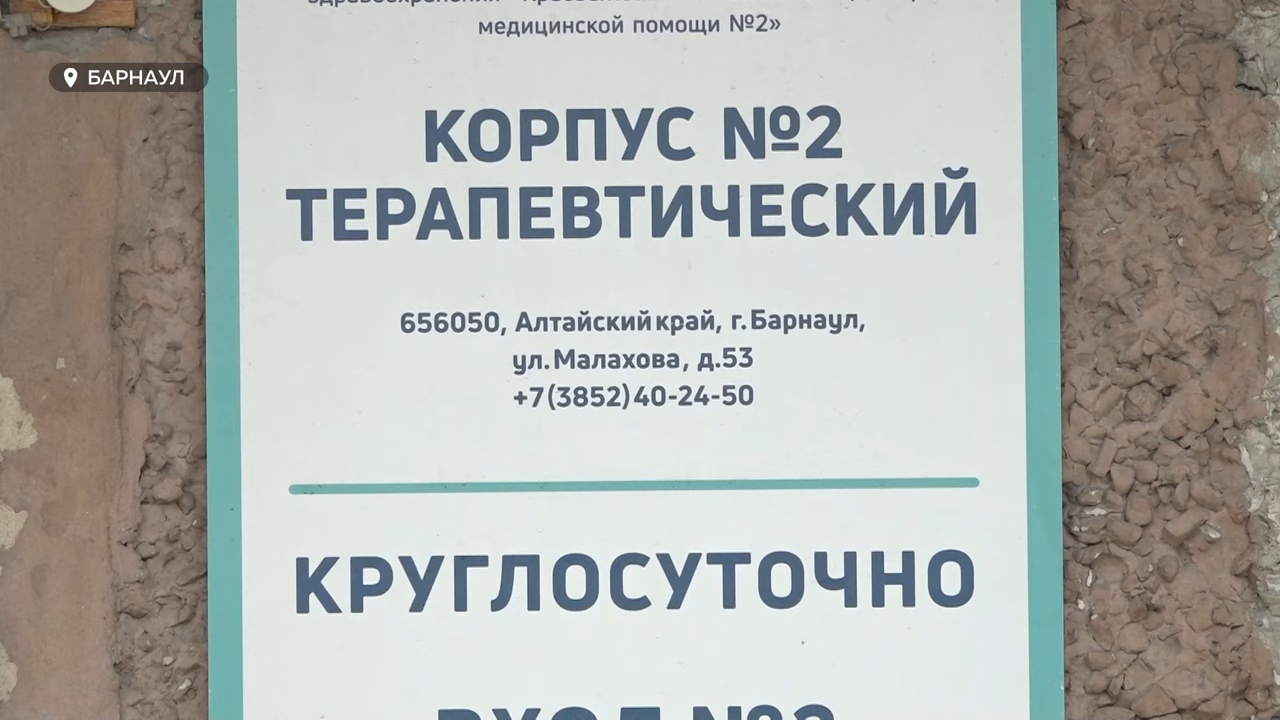 медицинской помощи №2»
БАРНАУЛ
КОРПУС №2
ТЕРАПЕВТИЧЕСКИЙ
656050, Алтайский край, г. Барнаул,
ул. Малахова, д.53
+7(3852)40-24-50
КРУГЛОСУТОЧНО